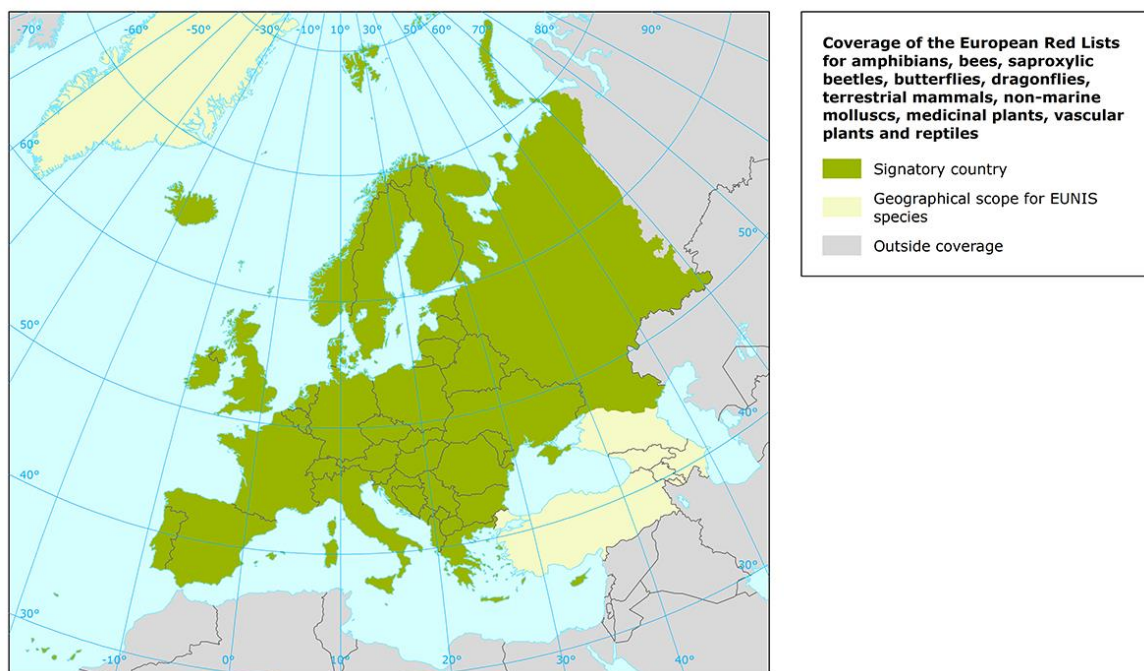 -70°
-50°
-30°
-10°
10°
30°
50°
60°
70°
80°
90°
60°
50°
50°
40°
40°
30°
30°
-10°
0°
10°
20°
30°
40°
Coverage of the European Red Lists
for amphibians, bees, saproxylic
beetles, butterflies, dragonflies,
terrestrial mammals, non-marine
molluscs, medicinal plants, vascular
plants and reptiles
Signatory country
Geographical scope for EUNIS
species
Outside coverage